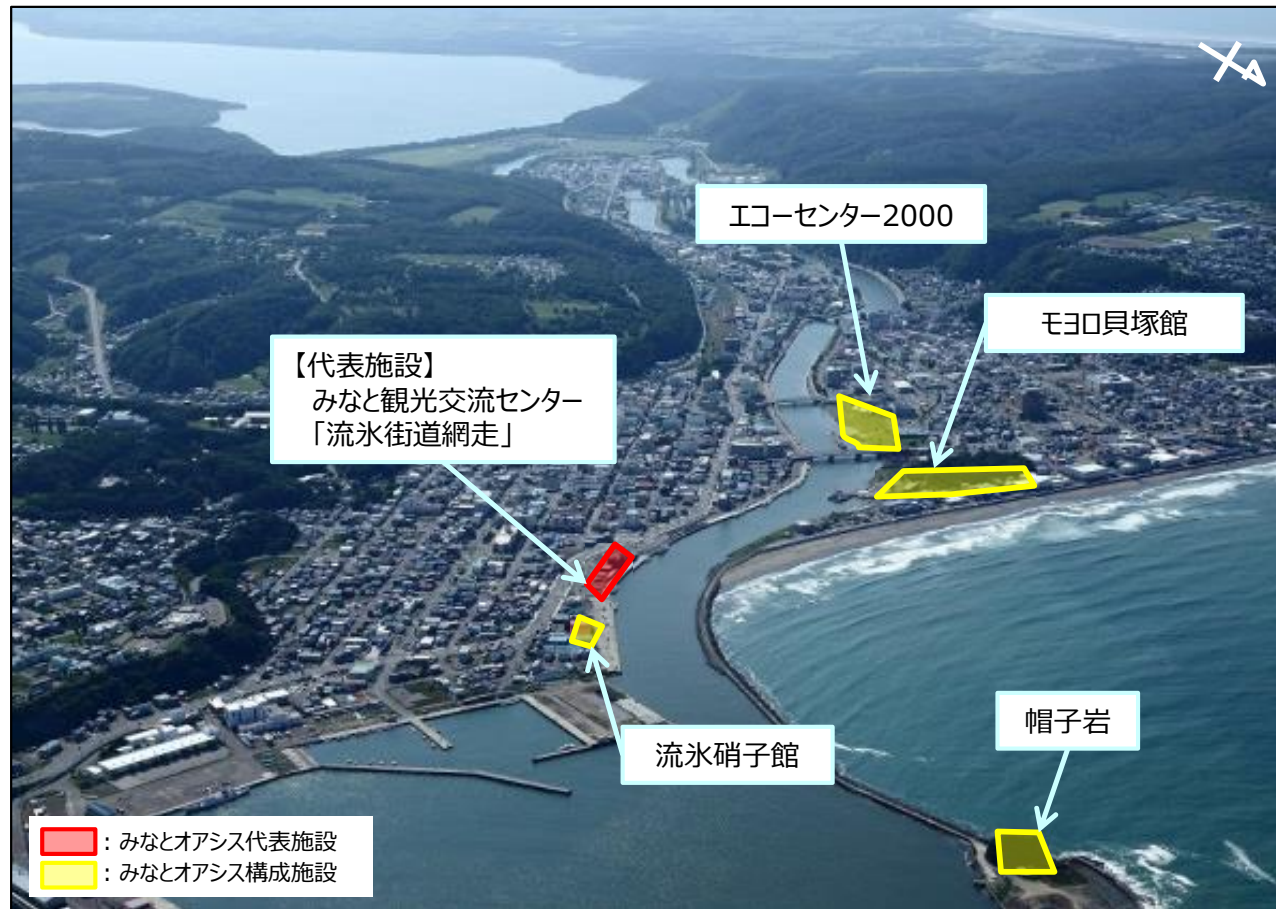 エコーセンター2000
モヨロ貝塚館
【代表施設】
みなと観光交流センター
「流氷街道網走」
帽子岩
流氷硝子館
：みなとオアシス代表施設
：みなとオアシス構成施設